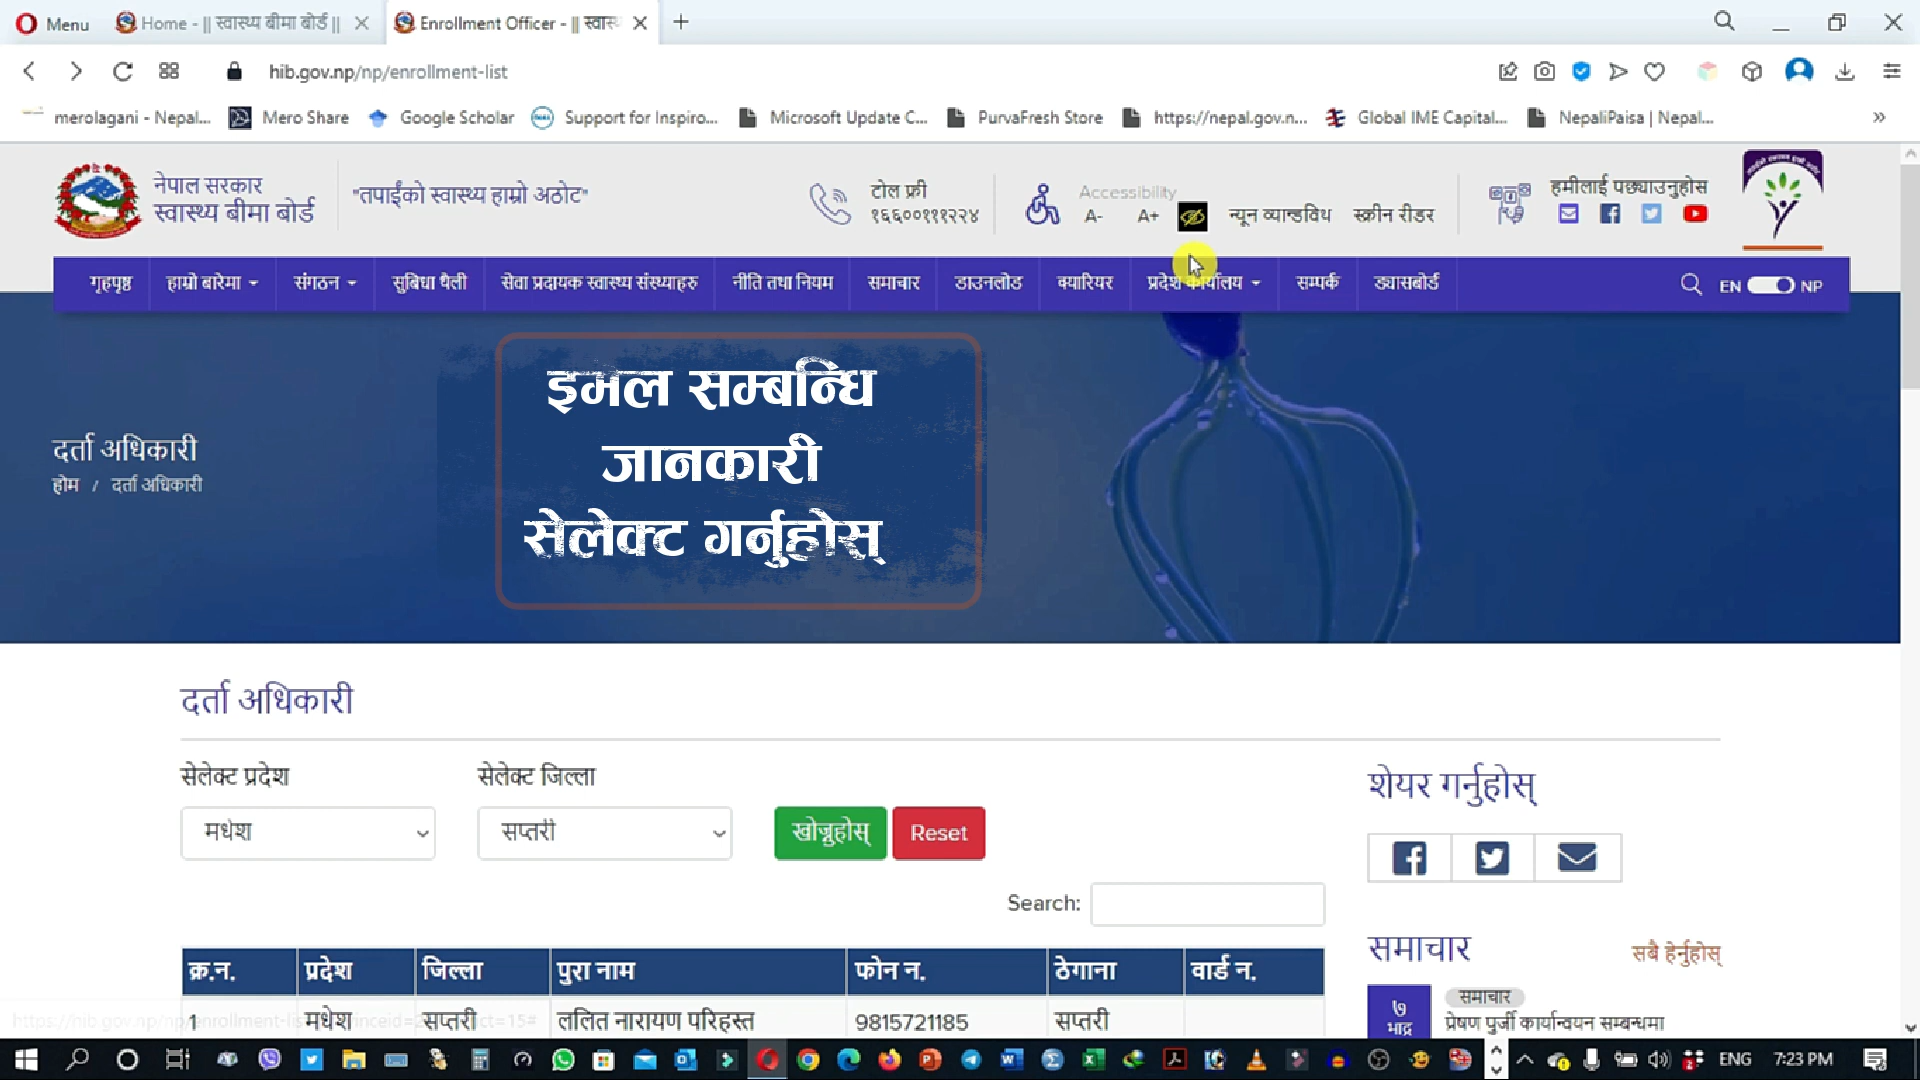 Menu
Home - || स्वास्थ्य बीमा बोर्ड ||
Enrollment Officer - || स्वास्
hib.gov.np/np/enrollment-list
merolagani - Nepal...
Mero Share
Google Scholar
Support for Inspiro...
Microsoft Update C...
PurvaFresh Store
https://nepal.gov.n...
Global IME Capital...
NepaliPaisa | Nepal...
नेपाल सरकार
स्वास्थ्य बीमा बोर्ड
"तपाईंको स्वास्थ्य हाम्रो अठोट"
टोल फ्री
१६६००१११२२४
Accessibility
A- A+ न्यून व्यान्डविथ स्क्रीन रीडर
हमीलाई पछ्याउनुहोस
गृहपृष्ठ हाम्रो बारेमा संगठन सुबिधा थैली सेवा प्रदायक स्वास्थ्य संस्थाहरु नीति तथा नियम समाचार डाउनलोड क्यारियर प्रदेश कार्यालय सम्पर्क ड्यासबोर्ड EN NP
इमल सम्बन्धि
जानकारी
सेलेक्ट गर्नुहोस्
दर्ता अधिकारी
होम / दर्ता अधिकारी
दर्ता अधिकारी
सेलेक्ट प्रदेश
सेलेक्ट जिल्ला
मधेश
सप्तरी
खोज्नुहोस्
Reset
Search:
क्र.न. प्रदेश जिल्ला पुरा नाम फोन न. ठेगाना वार्ड न.
1 मधेश सप्तरी ललित नारायण परिहस्त 9815721185 सप्तरी
शेयर गर्नुहोस्
समाचार
सबै हेर्नुहोस्
७
भाद्र
समाचार
प्रेषण पुर्जी कार्यान्वयन सम्बन्धमा
ENG
7:23 PM